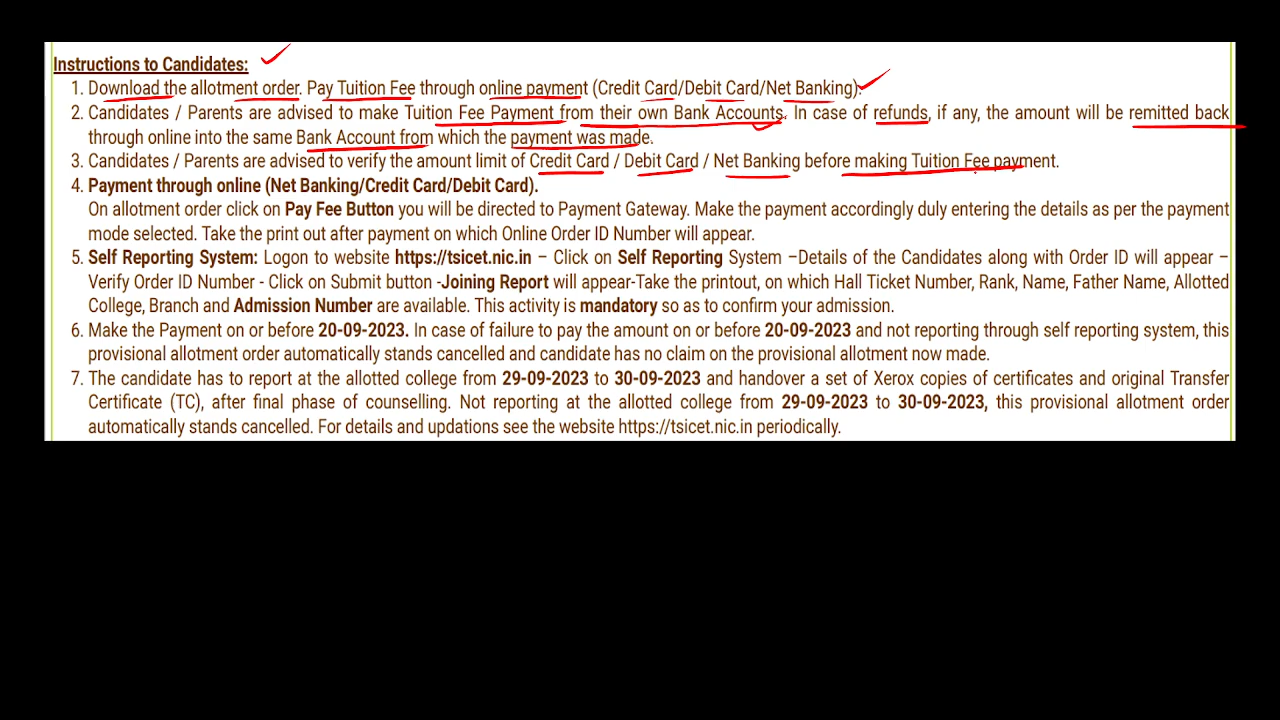 Instructions to Candidates:
1. Download the allotment order. Pay Tuition Fee through online payment (Credit Card/Debit Card/Net Banking).
2. Candidates / Parents are advised to make Tuition Fee Payment from their own Bank Accounts. In case of refunds, if any, the amount will be remitted back
through online into the same Bank Account from which the payment was made.
3. Candidates / Parents are advised to verify the amount limit of Credit Card / Debit Card / Net Banking before making Tuition Fee payment.
4. Payment through online (Net Banking/Credit Card/Debit Card).
On allotment order click on Pay Fee Button you will be directed to Payment Gateway. Make the payment accordingly duly entering the details as per the payment
mode selected. Take the print out after payment on which Online Order ID Number will appear.
5. Self Reporting System: Logon to website https://tsicet.nic.in – Click on Self Reporting System –Details of the Candidates along with Order ID will appear –
Verify Order ID Number - Click on Submit button -Joining Report will appear-Take the printout, on which Hall Ticket Number, Rank, Name, Father Name, Allotted
College, Branch and Admission Number are available. This activity is mandatory so as to confirm your admission.
6. Make the Payment on or before 20-09-2023. In case of failure to pay the amount on or before 20-09-2023 and not reporting through self reporting system, this
provisional allotment order automatically stands cancelled and candidate has no claim on the provisional allotment now made.
7. The candidate has to report at the allotted college from 29-09-2023 to 30-09-2023 and handover a set of Xerox copies of certificates and original Transfer
Certificate (TC), after final phase of counselling. Not reporting at the allotted college from 29-09-2023 to 30-09-2023, this provisional allotment order
automatically stands cancelled. For details and updations see the website https://tsicet.nic.in periodically.